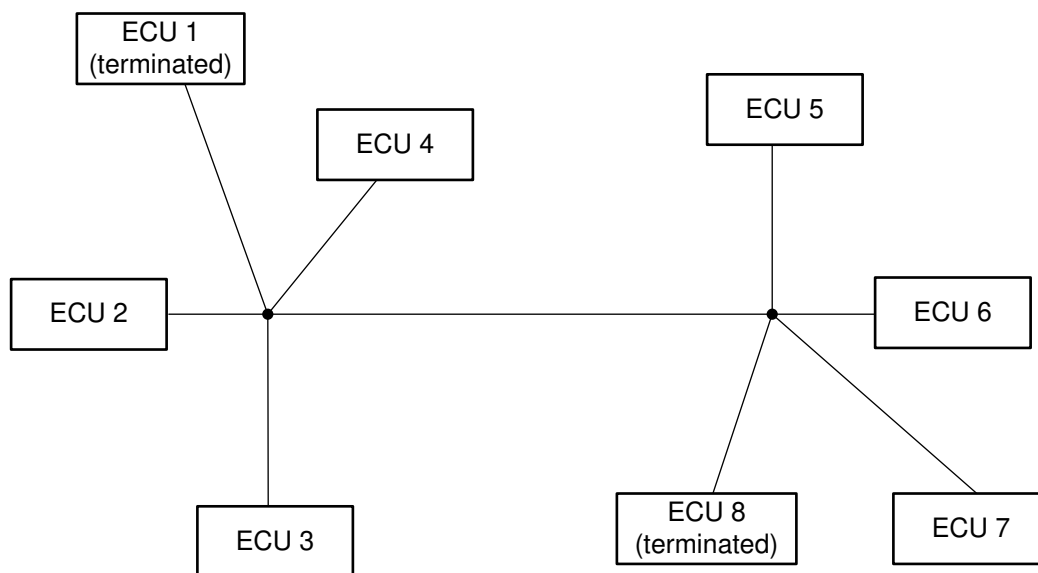 ECU 1
(terminated)
ECU 4
ECU 5
ECU 2
ECU 6
ECU 3
ECU 8
(terminated)
ECU 7